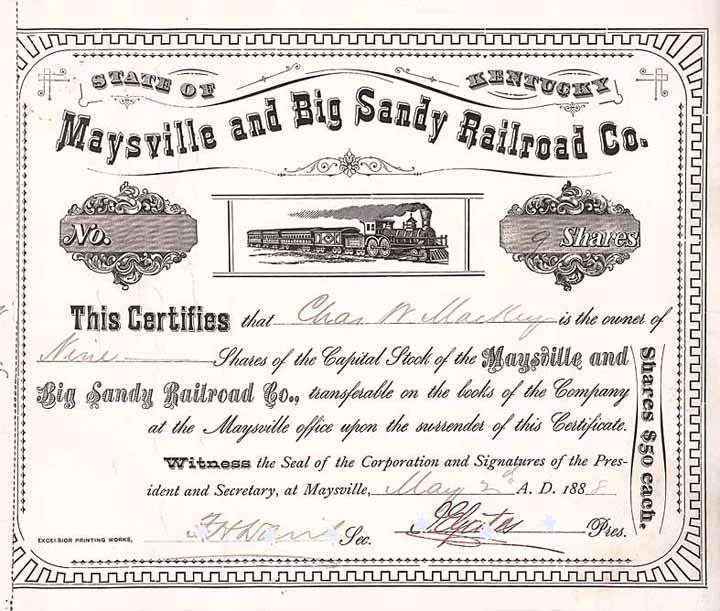 STATE OF KENTUCKY
Maysville and Big Sandy Railroad Co.
No.
9 Shares
This Certifies that Chas W Mackey is the owner of
Nine Shares of the Capital Stock of the Maysville and
Big Sandy Railroad Co., transferable on the books of the Company
at the Maysville office upon the surrender of this Certificate.
Witness the Seal of the Corporation and Signatures of the Pres-
ident and Secretary, at Maysville, May 2 A. D. 1888
EXCELSIOR PRINTING WORKS,
Sec.
Pres.
Shares $50 each.